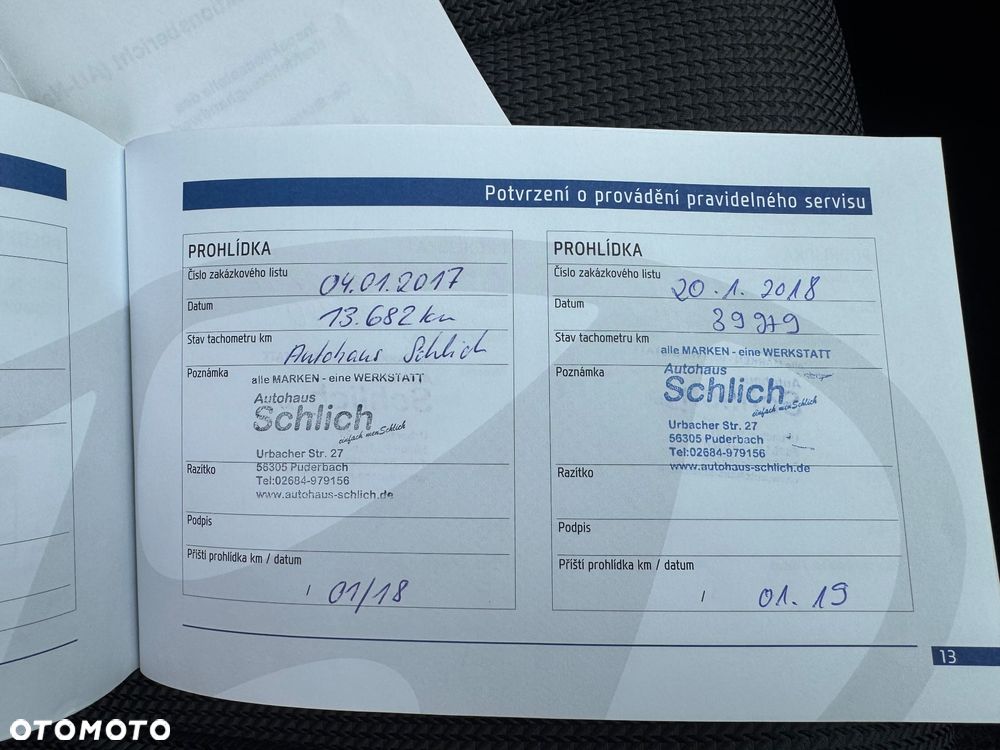 Potvrzení o provádění pravidelného servisu
PROHLÍDKA
Číslo zakázkového listu
04.01.2017
Datum
13.682 km
Stav tachometru km
Autohaus Schlich
Poznámka
alle MARKEN - eine WERKSTATT
Autohaus
Schlich
einfach menSchlich
Urbacher Str. 27
56305 Puderbach
Razítko
Tel:02684-979156
www.autohaus-schlich.de
Podpis
Příští prohlídka km / datum
/ 01/18
PROHLÍDKA
Číslo zakázkového listu
20.1.2018
Datum
39979
Stav tachometru km
alle MARKEN - eine WERKSTATT
Poznámka
Autohaus
Schlich
einfach menSchlich
Urbacher Str. 27
56305 Puderbach
Tel:02684-979156
www.autohaus-schlich.de
Razítko
Podpis
Příští prohlídka km / datum
/ 01.19
13
OTOMOTO